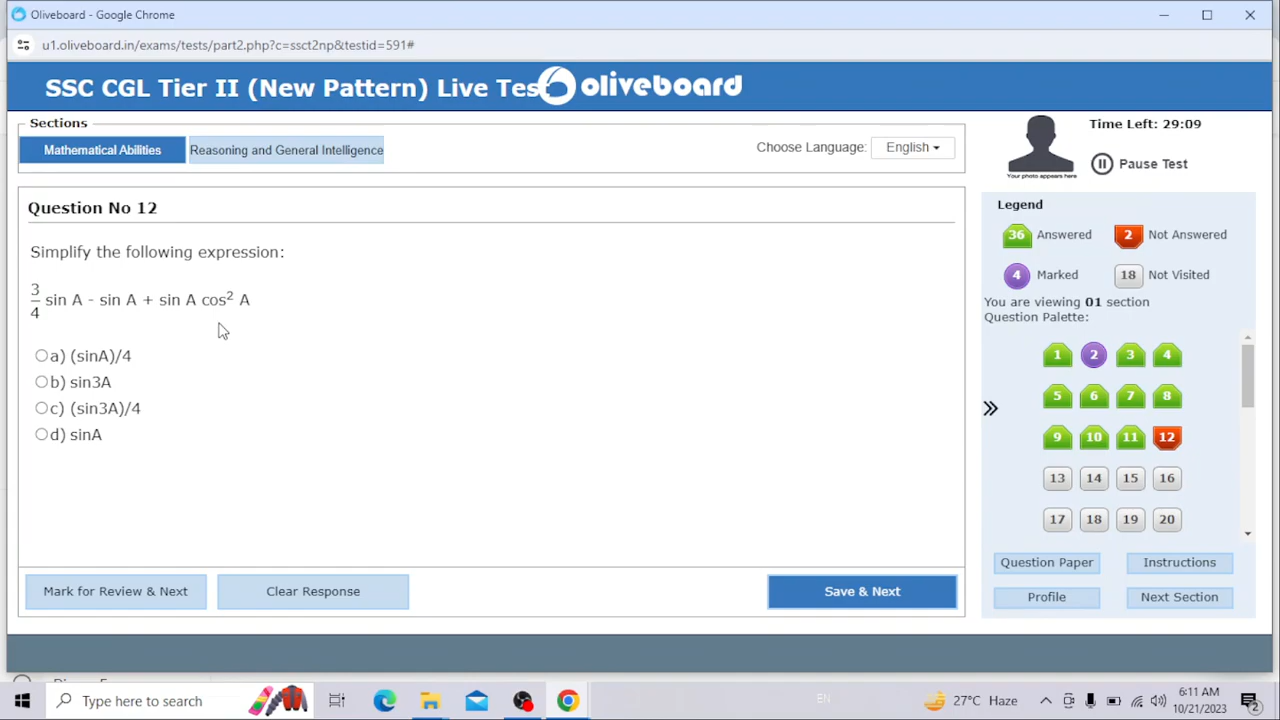 Oliveboard - Google Chrome
u1.oliveboard.in/exams/tests/part2.php?c=ssct2np&testid=591#
SSC CGL Tier II (New Pattern) Live Tes
oliveboard
Sections
Mathematical Abilities
Reasoning and General Intelligence
Choose Language:
English
Your photo appears here
Time Left: 29:09
Pause Test
Question No 12
Simplify the following expression:
3/4 sin A - sin A + sin A cos² A
a) (sinA)/4
b) sin3A
c) (sin3A)/4
d) sinA
Mark for Review & Next
Clear Response
Save & Next
Legend
36 Answered
2 Not Answered
4 Marked
18 Not Visited
You are viewing 01 section
Question Palette:
1 2 3 4
5 6 7 8
9 10 11 12
13 14 15 16
17 18 19 20
Question Paper
Instructions
Profile
Next Section
Type here to search
EN
27°C Haze
6:11 AM
10/21/2023
2